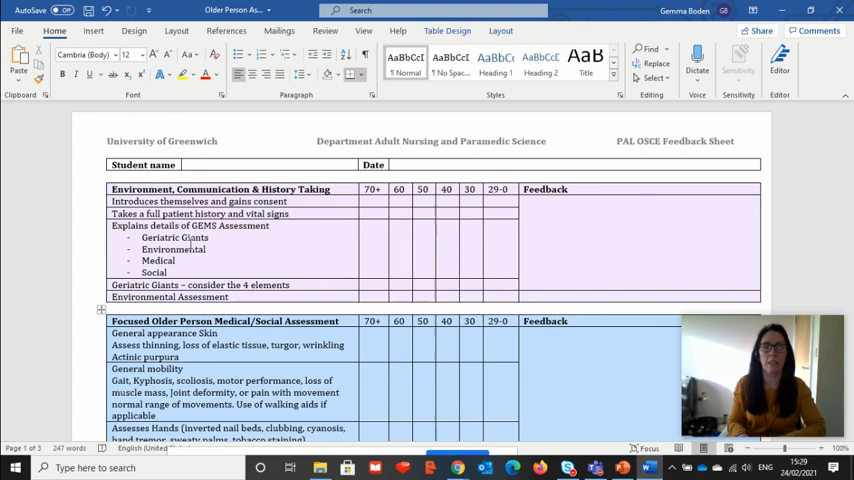 AutoSave Off
Older Person As...
Search
Gemma Boden GB
File Home Insert Draw Design Layout References Mailings Review View Help Table Design Layout
Share Comments
Paste
Cambria (Body) 12
AaBbCcI AaBbCcI AaBbCc AaBbCcI AaB
¶ Normal ¶ No Spac... Heading 1 Heading 2 Title
Find
Replace
Select
Dictate Sensitivity Editor
Clipboard Font Paragraph Styles Editing Voice Sensitivity Editor
University of Greenwich Department Adult Nursing and Paramedic Science PAL OSCE Feedback Sheet
Student name Date
Environment, Communication & History Taking 70+ 60 50 40 30 29-0 Feedback
Introduces themselves and gains consent
Takes a full patient history and vital signs
Explains details of GEMS Assessment
- Geriatric Giants
- Environmental
- Medical
- Social
Geriatric Giants – consider the 4 elements
Environmental Assessment
Focused Older Person Medical/Social Assessment 70+ 60 50 40 30 29-0 Feedback
General appearance Skin
Assess thinning, loss of elastic tissue, turgor, wrinkling
Actinic purpura
General mobility
Gait, Kyphosis, scoliosis, motor performance, loss of
muscle mass, Joint deformity, or pain with movement
normal range of movements. Use of walking aids if
applicable
Assesses Hands (inverted nail beds, clubbing, cyanosis,
hand tremor, sweaty palms, tobacco staining)
Page 1 of 3 247 words English (United
Focus 100%
Type here to search
ENG
15:29
24/02/2021